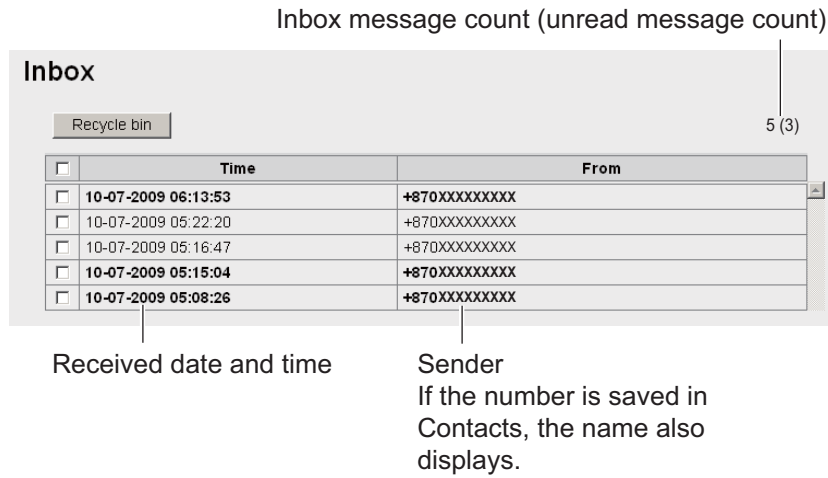 Inbox message count (unread message count)
Inbox
Recycle bin
5 (3)
Time From
10-07-2009 06:13:53 +870XXXXXXXXX
10-07-2009 05:22:20 +870XXXXXXXXX
10-07-2009 05:16:47 +870XXXXXXXXX
10-07-2009 05:15:04 +870XXXXXXXXX
10-07-2009 05:08:26 +870XXXXXXXXX
Received date and time
Sender
If the number is saved in
Contacts, the name also
displays.